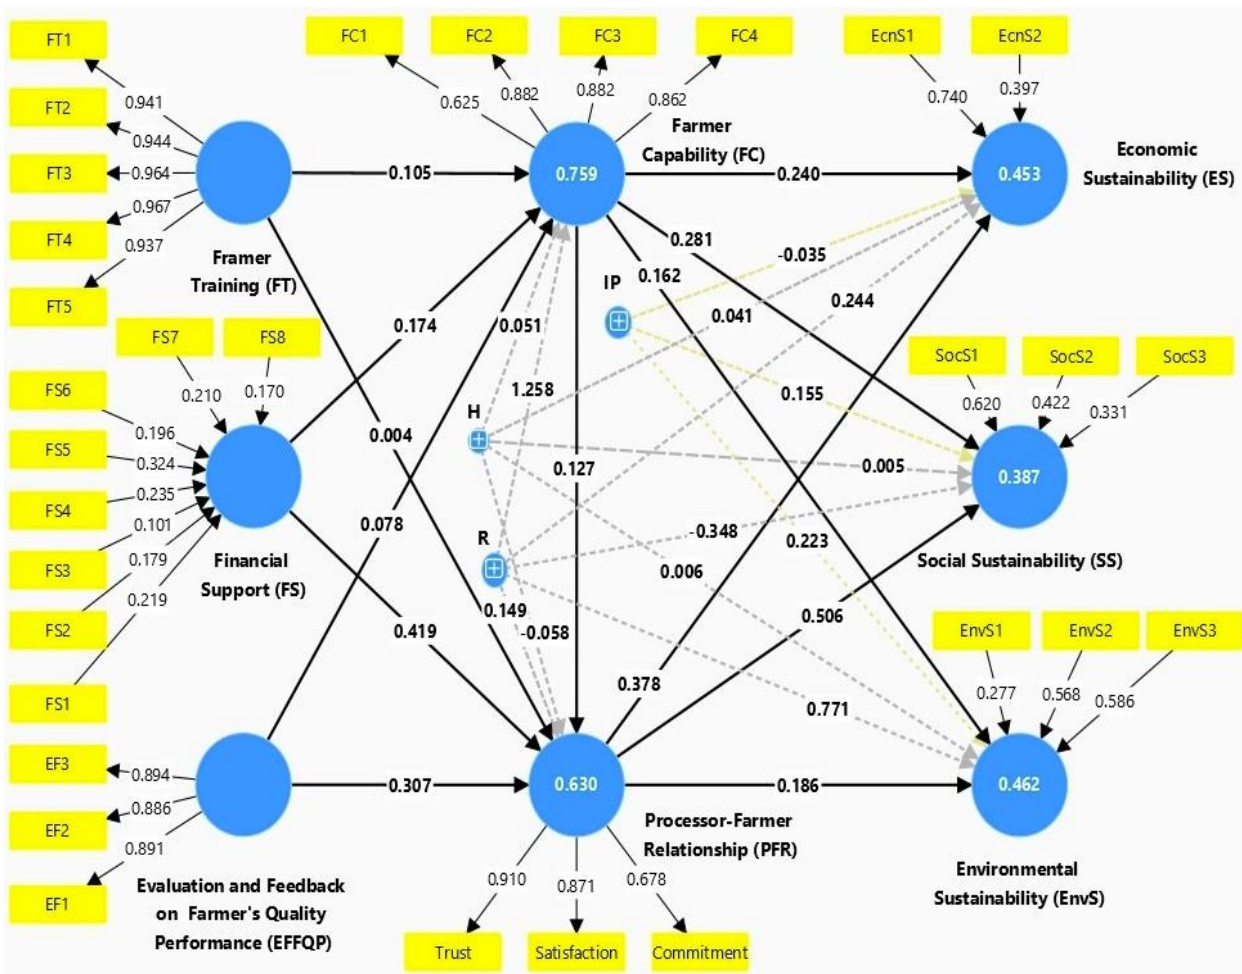 FT1
FC1
FC2
FC3
FC4
EcnS1
EcnS2
0.941
0.625
0.882
0.882
0.862
0.740
0.397
FT2
0.944
FT3
0.964
0.967
FT4
0.937
FT5
Framer
Training (FT)
0.105
0.759
Farmer
Capability (FC)
0.240
0.453
Economic
Sustainability (ES)
0.281
0.162
-0.035
IP
0.041
0.244
0.174
0.051
1.258
0.155
FS7
FS8
0.210
0.170
FS6
0.196
FS5
0.324
FS4
0.235
0.101
FS3
0.179
FS2
0.219
FS1
Financial
Support (FS)
0.004
0.078
H
0.127
0.005
SocS1
SocS2
SocS3
0.620
0.422
0.331
0.387
Social Sustainability (SS)
R
-0.348
0.223
0.006
0.149
-0.058
0.419
0.506
0.378
0.771
EnvS1
EnvS2
EnvS3
0.277
0.568
0.586
EF3
0.894
EF2
0.886
0.891
EF1
Evaluation and Feedback
on Farmer's Quality
Performance (EFFQP)
0.307
0.630
0.186
0.462
Processor-Farmer
Relationship (PFR)
Environmental
Sustainability (EnvS)
0.910
0.871
0.678
Trust
Satisfaction
Commitment